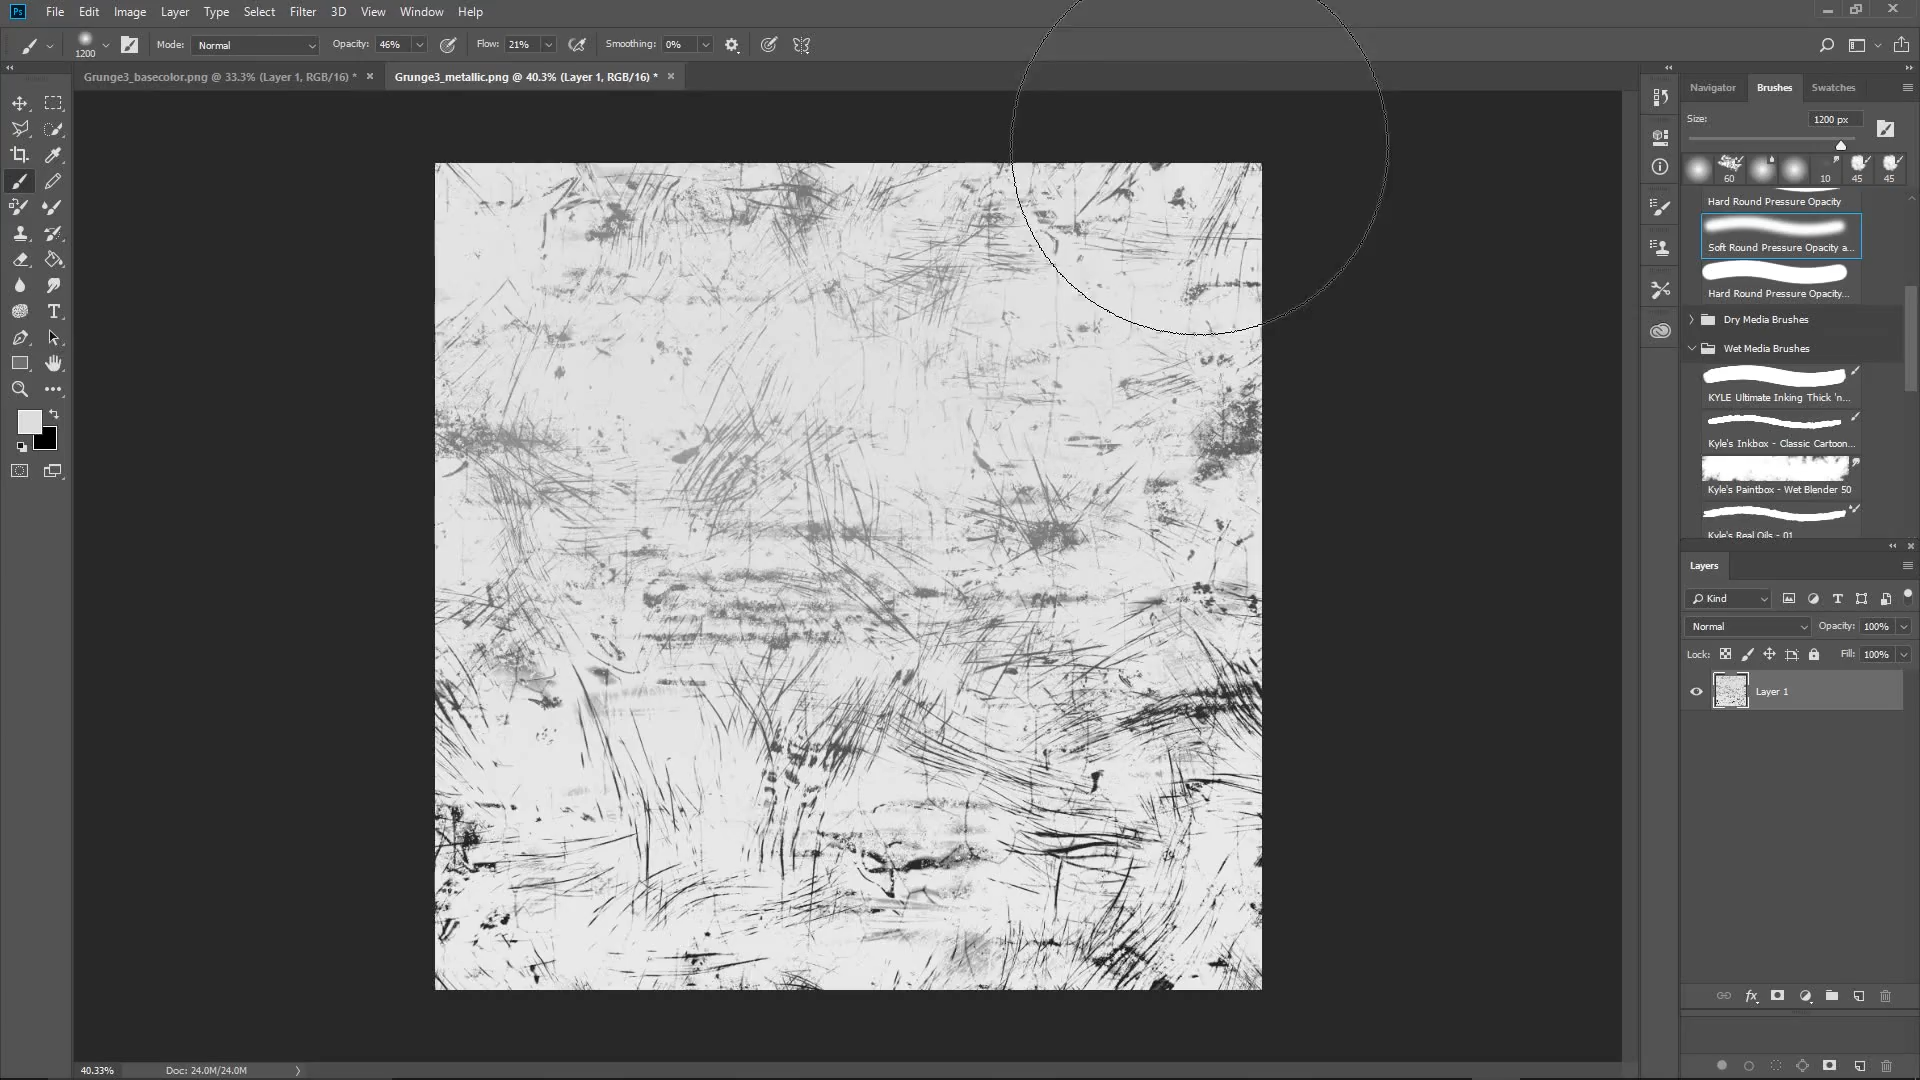 Ps File Edit Image Layer Type Select Filter 3D View Window Help
1200 Mode: Normal Opacity: 46% Flow: 21% Smoothing: 0%
Grunge3_basecolor.png @ 33.3% (Layer 1, RGB/16) * × Grunge3_metallic.png @ 40.3% (Layer 1, RGB/16) * ×
Navigator Brushes Swatches
Size: 1200 px
60 10 45 45
Hard Round Pressure Opacity
Soft Round Pressure Opacity a...
Hard Round Pressure Opacity...
Dry Media Brushes
Wet Media Brushes
KYLE Ultimate Inking Thick 'n...
Kyle's Inkbox - Classic Cartoon...
Kyle's Paintbox - Wet Blender 50
Kyle's Real Oils - 01
Layers
Kind
Normal Opacity: 100%
Lock: Fill: 100%
Layer 1
fx
40.33% Doc: 24.0M/24.0M